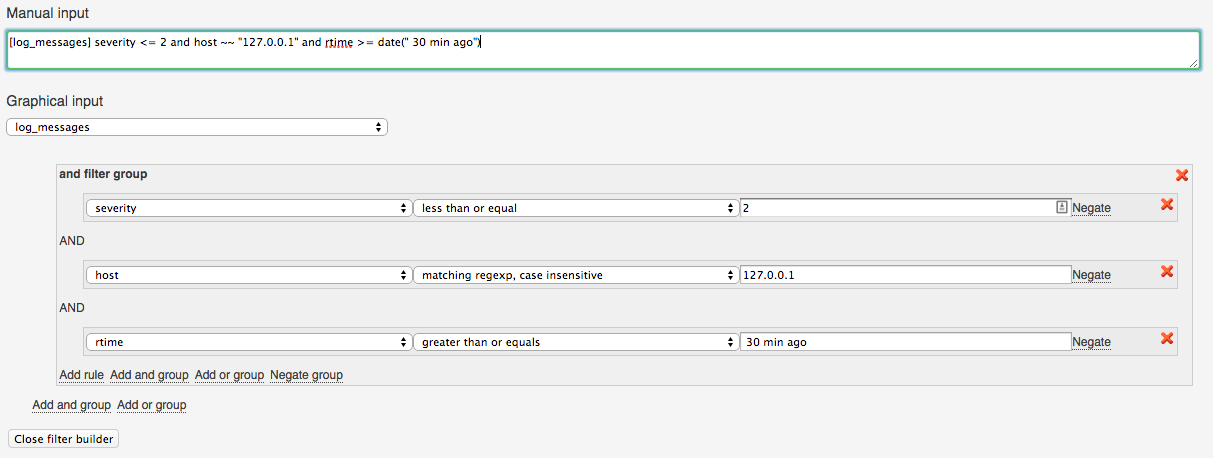 Manual input
[log_messages] severity <= 2 and host ~~ "127.0.0.1" and rtime >= date(" 30 min ago")
Graphical input
log_messages
and filter group
severity less than or equal 2 Negate
AND
host matching regexp, case insensitive 127.0.0.1 Negate
AND
rtime greater than or equals 30 min ago Negate
Add rule Add and group Add or group Negate group
Add and group Add or group
Close filter builder